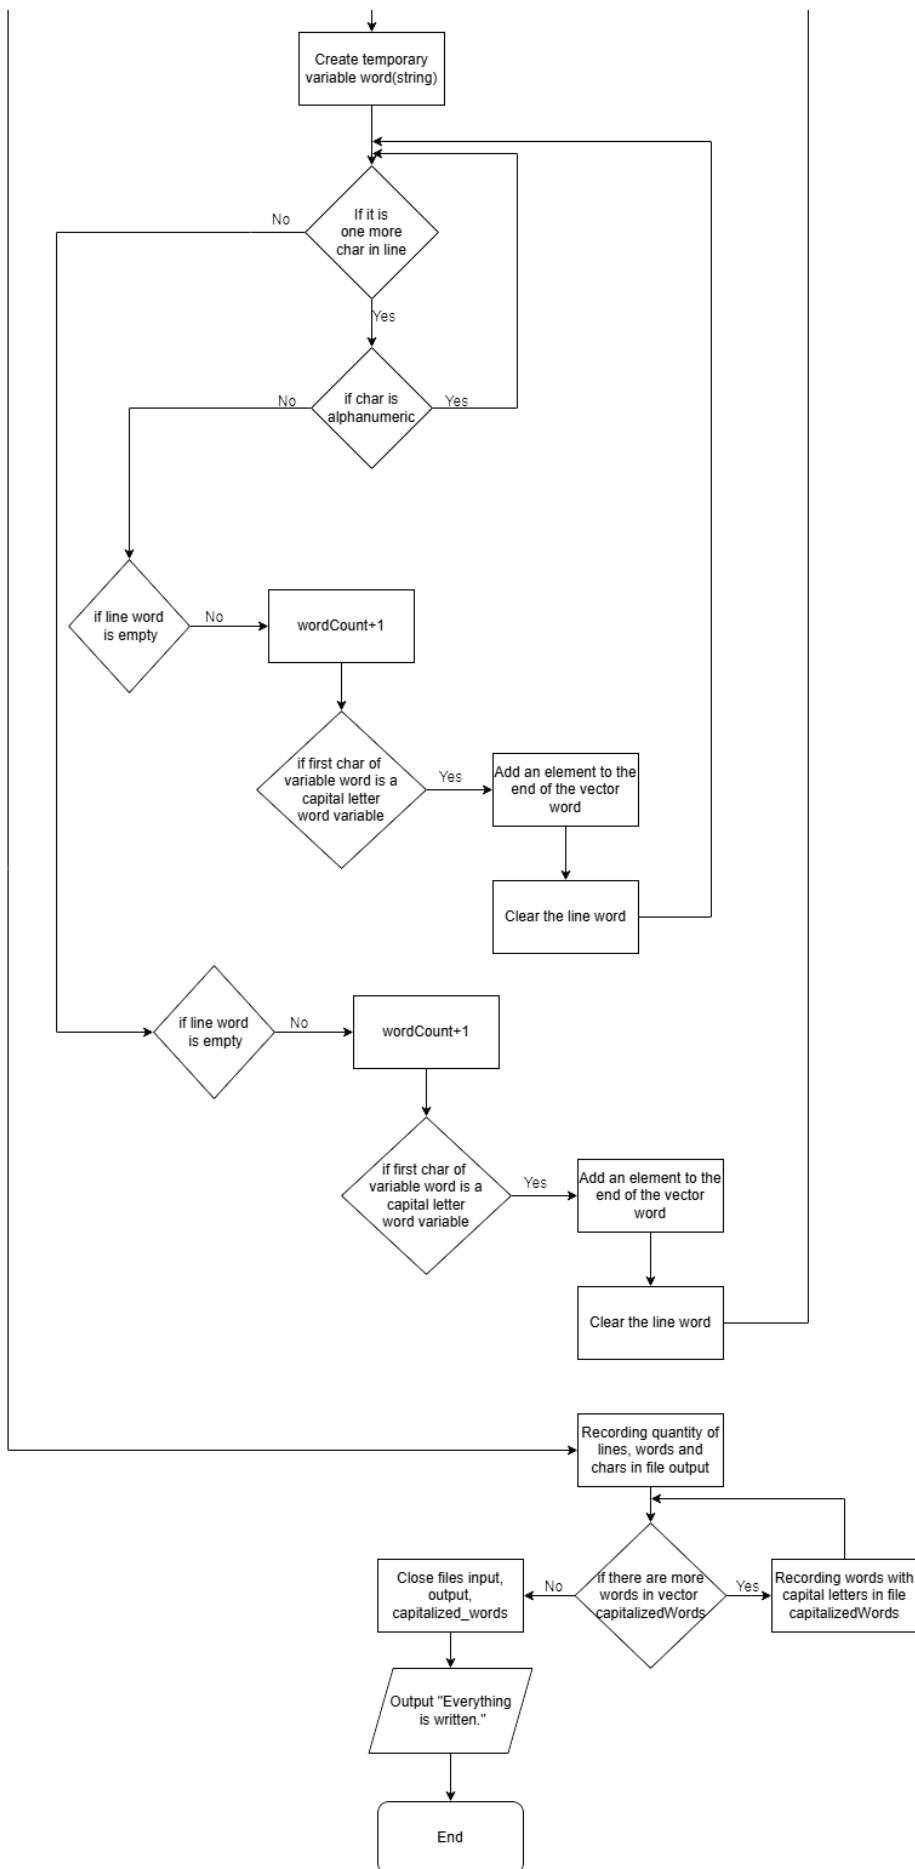 Create temporary
variable word(string)
If it is
one more
char in line
No
Yes
if char is
alphanumeric
No
Yes
if line word
is empty
No
wordCount+1
if first char of
variable word is a
capital letter
word variable
Yes
Add an element to the
end of the vector
word
Clear the line word
if line word
is empty
No
wordCount+1
if first char of
variable word is a
capital letter
word variable
Yes
Add an element to the
end of the vector
word
Clear the line word
Recording quantity of
lines, words and
chars in file output
if there are more
words in vector
capitalizedWords
No
Yes
Recording words with
capital letters in file
capitalizedWords
Close files input,
output,
capitalized_words
Output "Everything
is written."
End